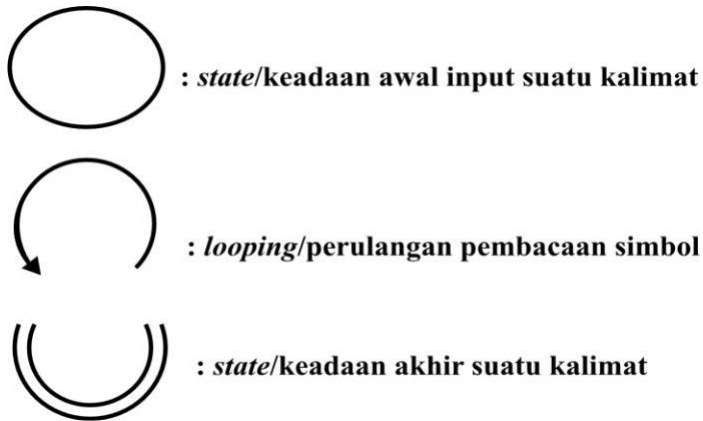 : state/keadaan awal input suatu kalimat
: looping/perulangan pembacaan simbol
: state/keadaan akhir suatu kalimat